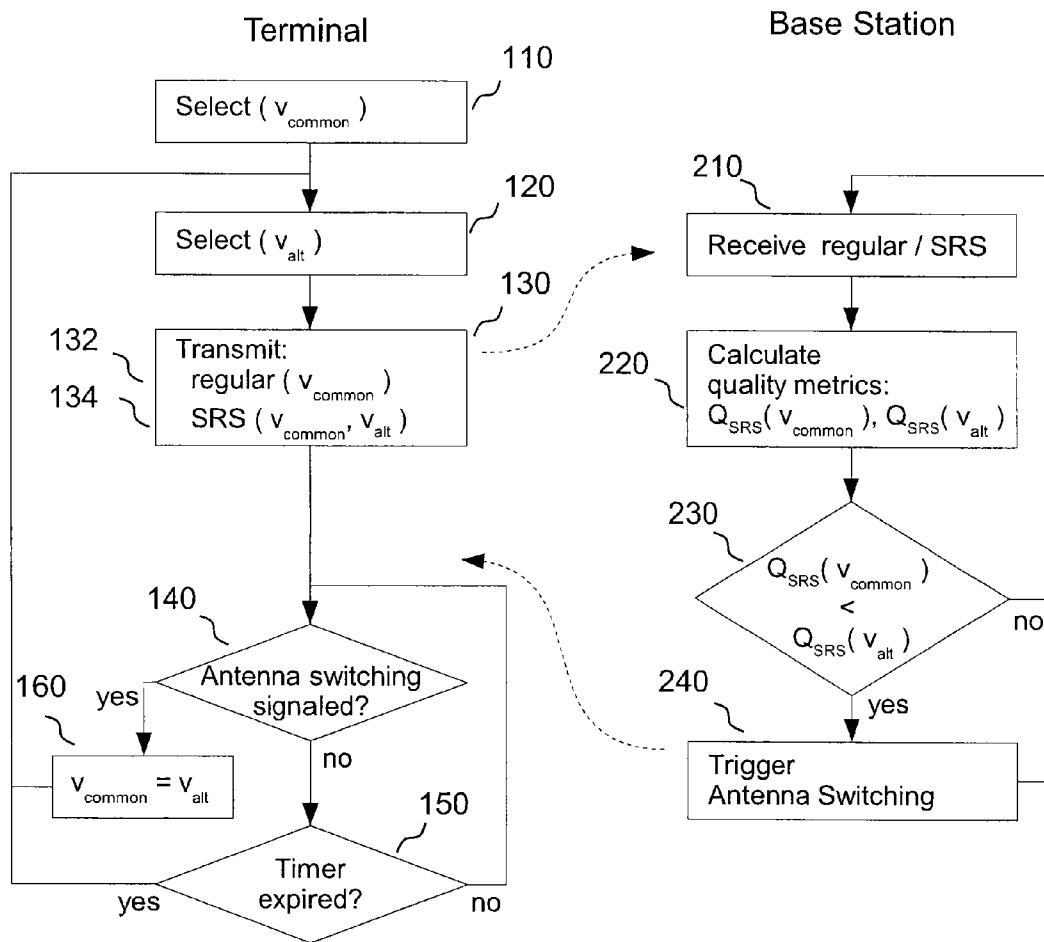 Terminal
110
Select ( v_common )
120
Select ( v_alt )
130
132
134
Transmit:
regular ( v_common )
SRS ( v_common, v_alt )
140
Antenna switching
signaled?
yes
no
160
v_common = v_alt
150
Timer
expired?
yes
no
Base Station
210
Receive regular / SRS
220
Calculate
quality metrics:
Q_SRS( v_common ), Q_SRS( v_alt )
230
Q_SRS( v_common )
<
Q_SRS( v_alt )
no
yes
240
Trigger
Antenna Switching